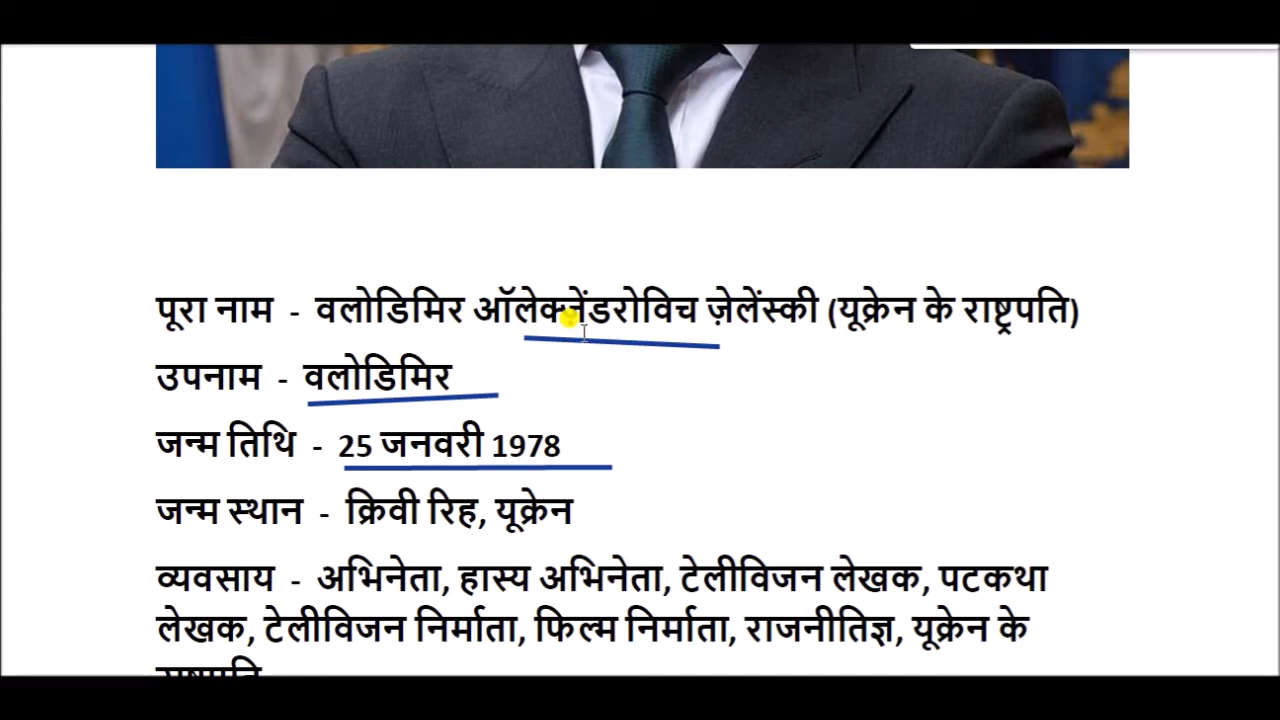 पूरा नाम - वलोडिमिर ऑलेक्नेंडरोविच ज़ेलेंस्की (यूक्रेन के राष्ट्रपति)
उपनाम - वलोडिमिर
जन्म तिथि - 25 जनवरी 1978
जन्म स्थान - क्रिवी रिह, यूक्रेन
व्यवसाय - अभिनेता, हास्य अभिनेता, टेलीविजन लेखक, पटकथा
लेखक, टेलीविजन निर्माता, फिल्म निर्माता, राजनीतिज्ञ, यूक्रेन के